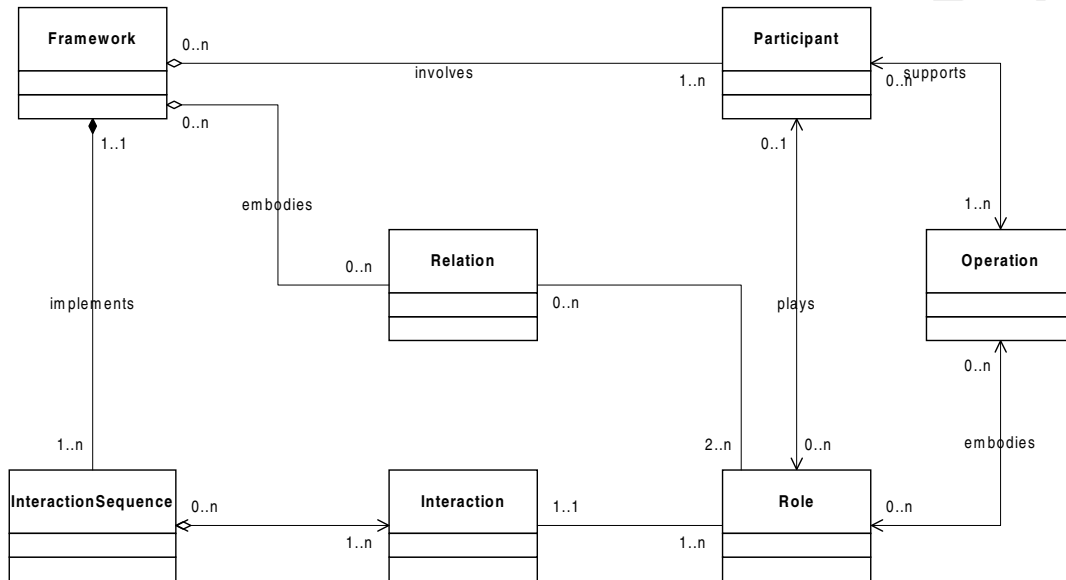 Framework
0..n
involves
1..n
Participant
0..n
supports
0..n
1..1
0..1
embodies
1..n
0..n
Relation
0..n
Operation
implements
plays
0..n
1..n
2..n
0..n
embodies
InteractionSequence
0..n
1..n
Interaction
1..1
1..n
Role
0..n